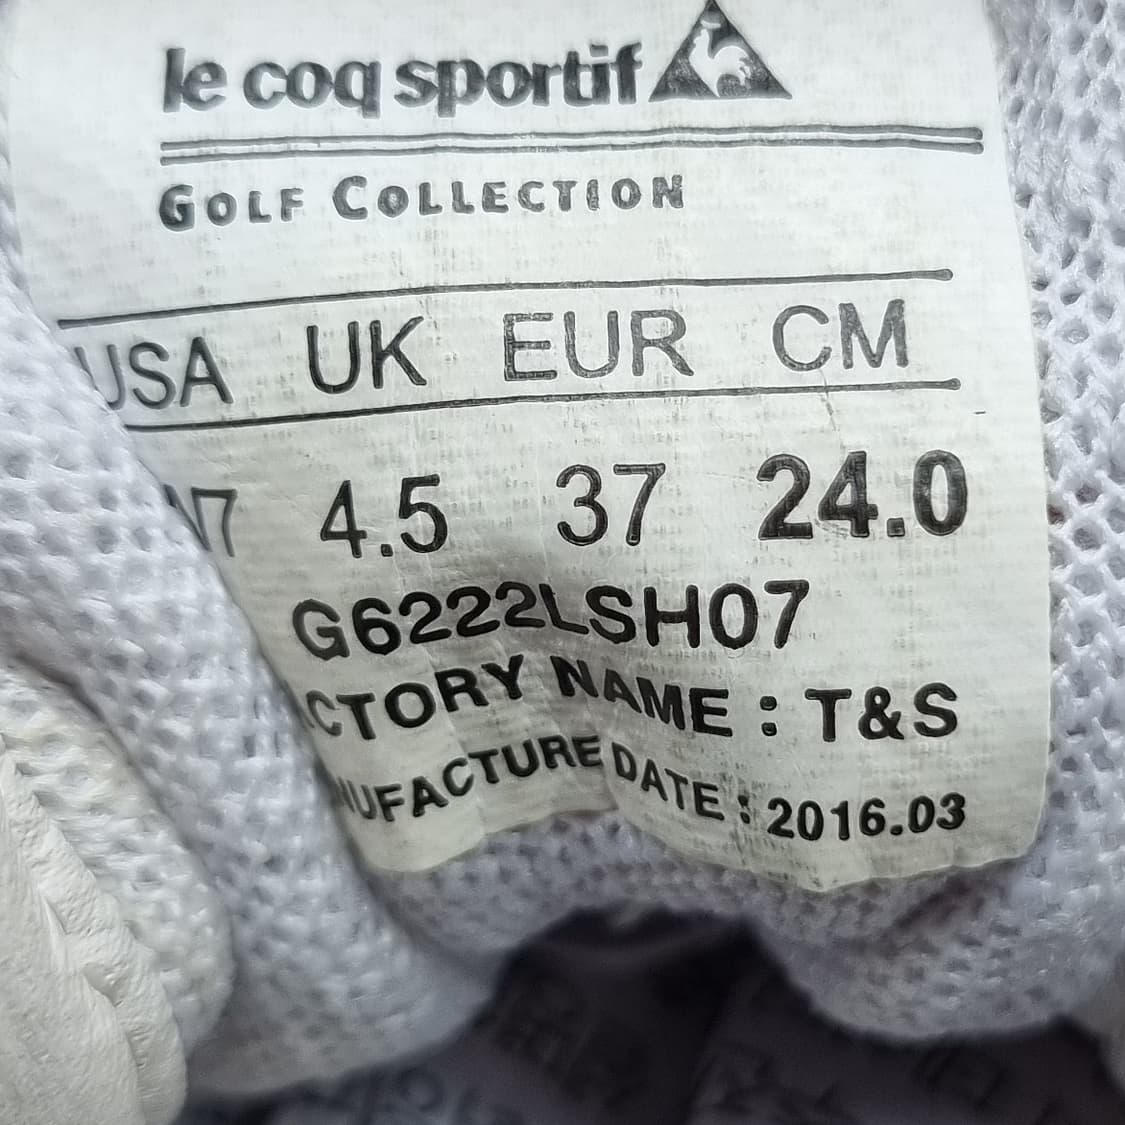 le coq sportif
GOLF COLLECTION
USA UK EUR CM
4.5 37 24.0
G6222LSH07
CTORY NAME : T&S
NUFACTURE DATE : 2016.03